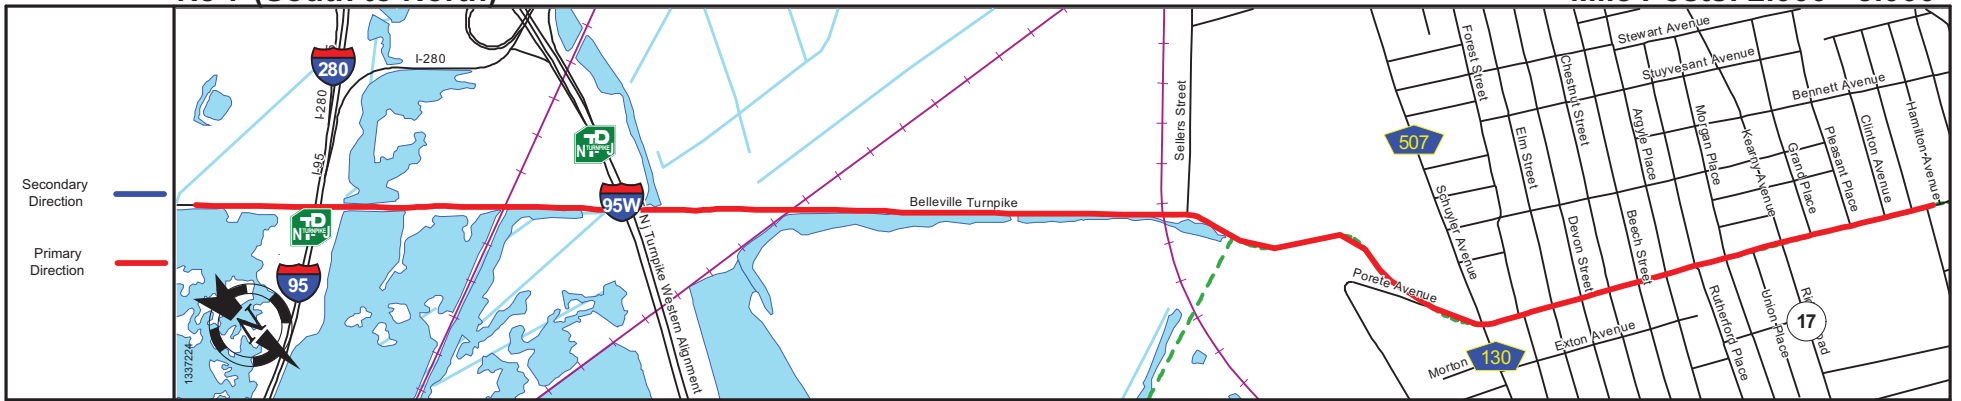 Secondary
Direction
Primary
Direction
280
I-280
I-280
I-95
N TURNPIKE J
N TURNPIKE J
95W
95
N
1337224
N j Turnpike Western Alignment
Belleville Turnpike
Sellers Street
507
Schuyler Avenue
Porete Avenue
Forest Street
Elm Street
Chestnut Street
Devon Street
Beech Street
Argyle Place
Morgan Place
Kearny Avenue
Grand Place
Pleasant Place
Clinton Avenue
Hamilton Avenue
Stewart Avenue
Stuyvesant Avenue
Bennett Avenue
Rutherford Place
Union Place
17
Exton Avenue
130
Morton